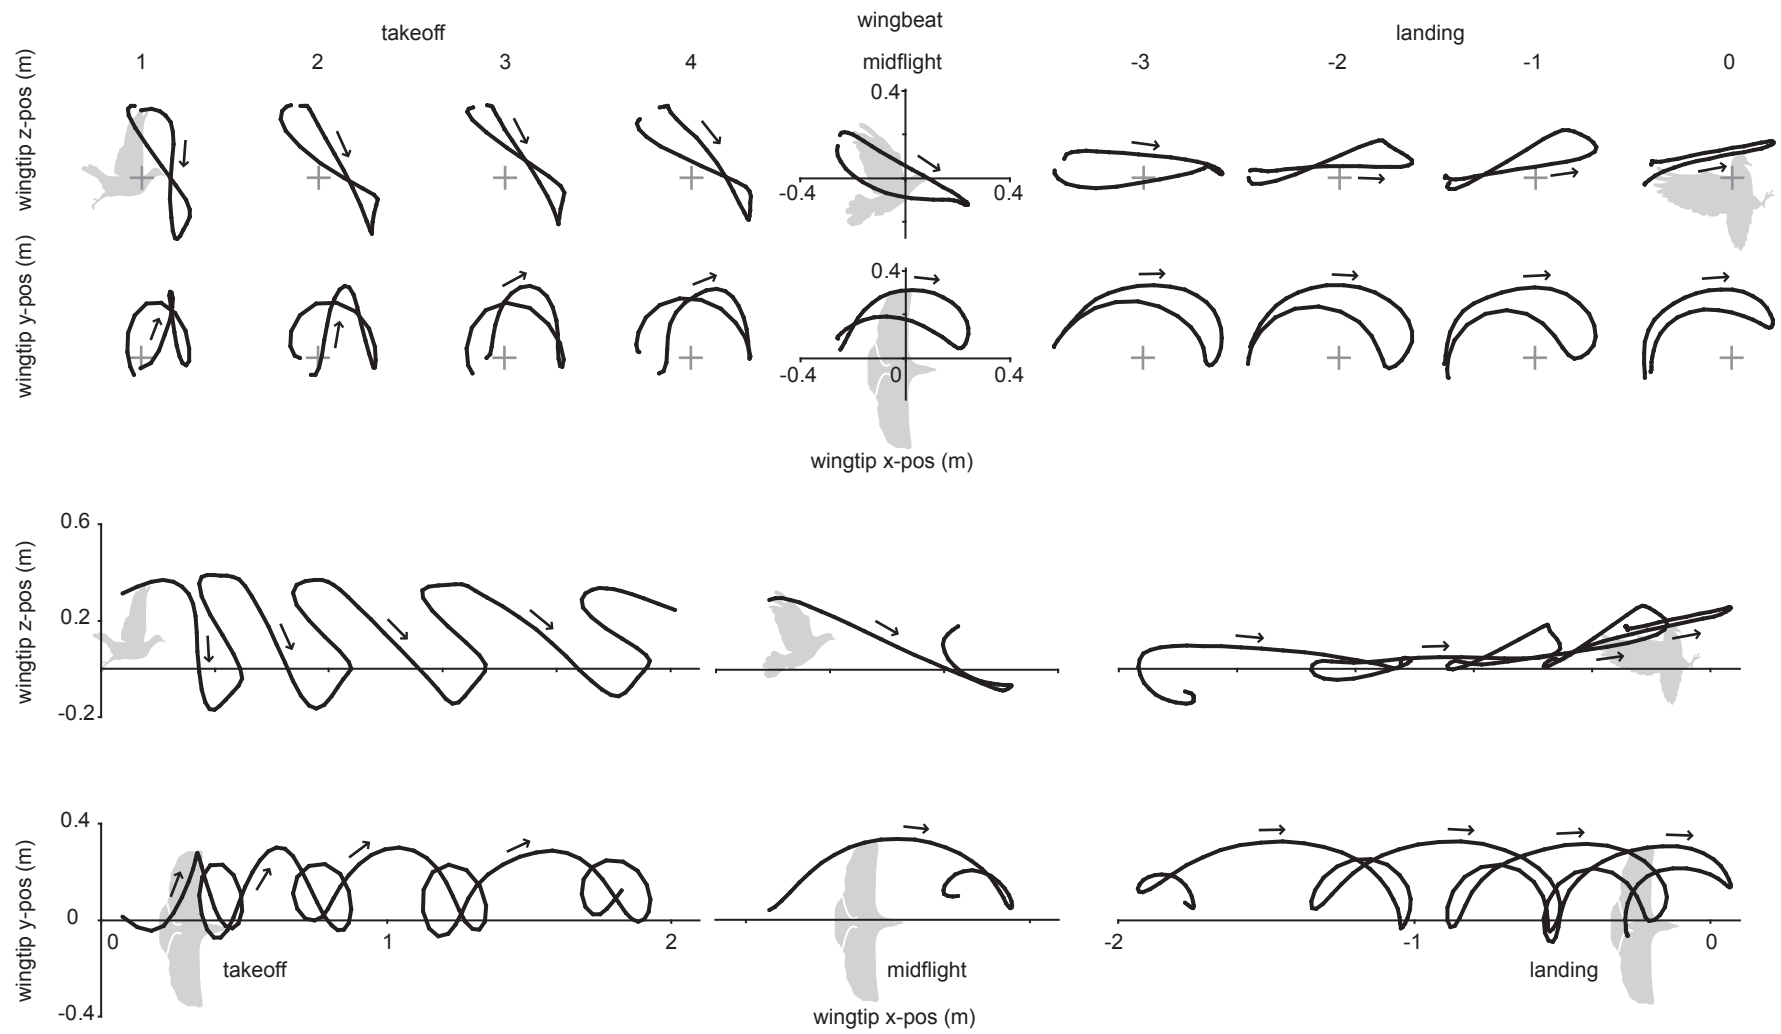 wingbeat
takeoff
landing
1 2 3 4 midflight -3 -2 -1 0
wingtip z-pos (m)
0.4
-0.4 0.4
wingtip y-pos (m)
0.4
-0.4 0 0.4
wingtip x-pos (m)
wingtip z-pos (m)
0.6
0.2
-0.2
wingtip y-pos (m)
0.4
0
-0.4
0 1 2 -2 -1 0
takeoff midflight landing
wingtip x-pos (m)